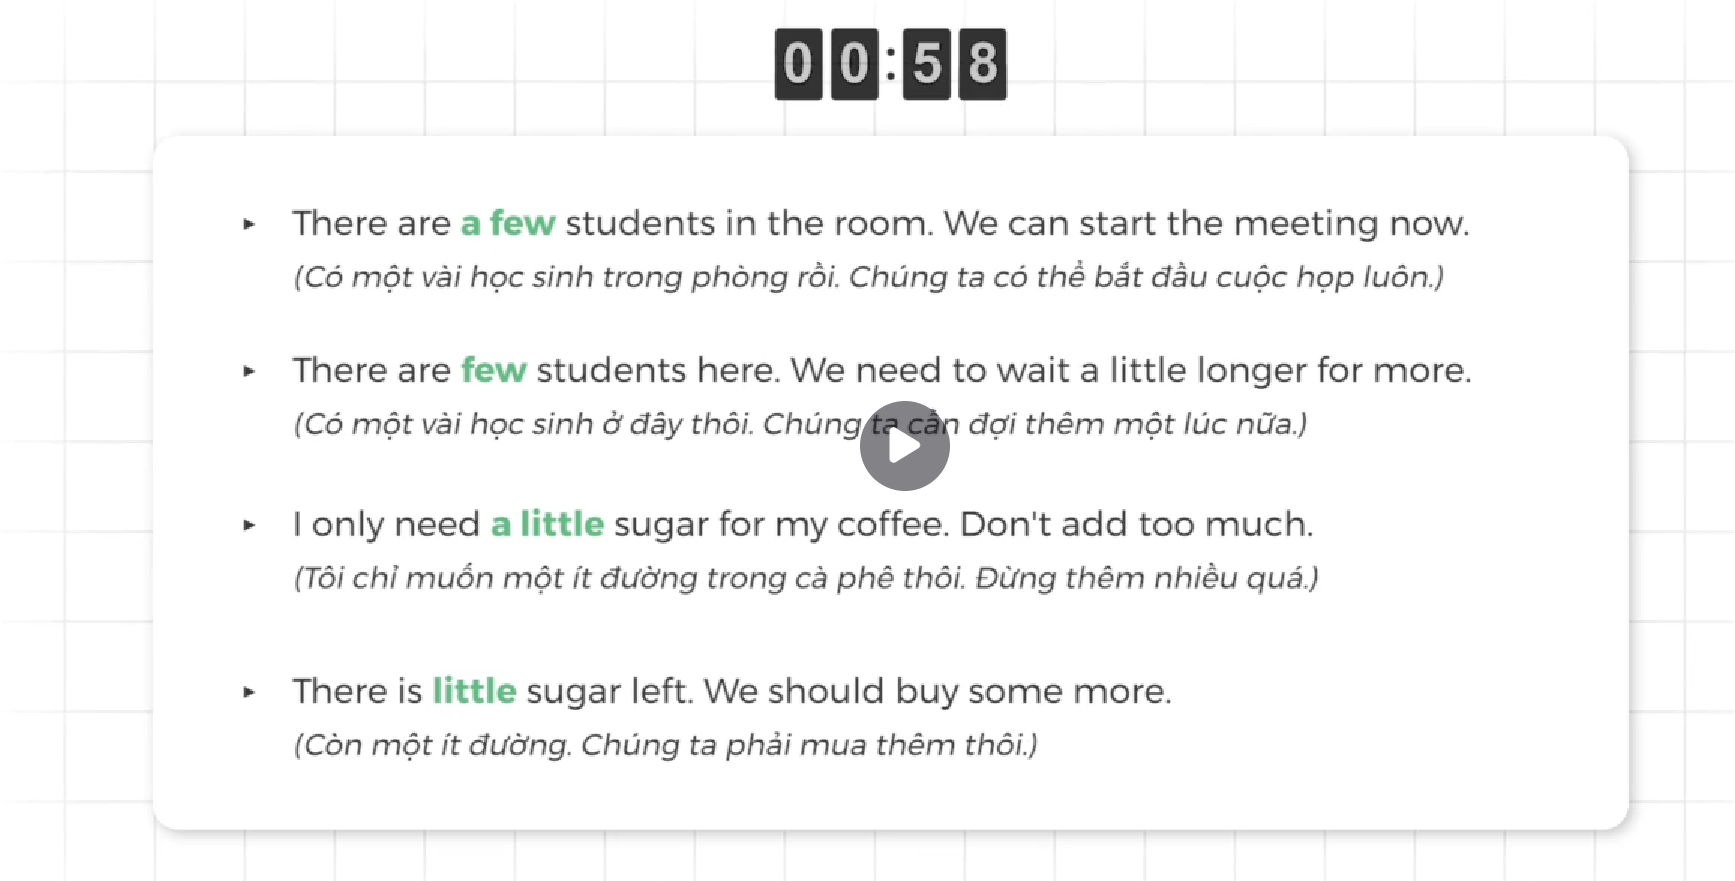 00:58
▸ There are a few students in the room. We can start the meeting now.
(Có một vài học sinh trong phòng rồi. Chúng ta có thể bắt đầu cuộc họp luôn.)
▸ There are few students here. We need to wait a little longer for more.
(Có một vài học sinh ở đây thôi. Chúng ta cần đợi thêm một lúc nữa.)
▸ I only need a little sugar for my coffee. Don't add too much.
(Tôi chỉ muốn một ít đường trong cà phê thôi. Đừng thêm nhiều quá.)
▸ There is little sugar left. We should buy some more.
(Còn một ít đường. Chúng ta phải mua thêm thôi.)